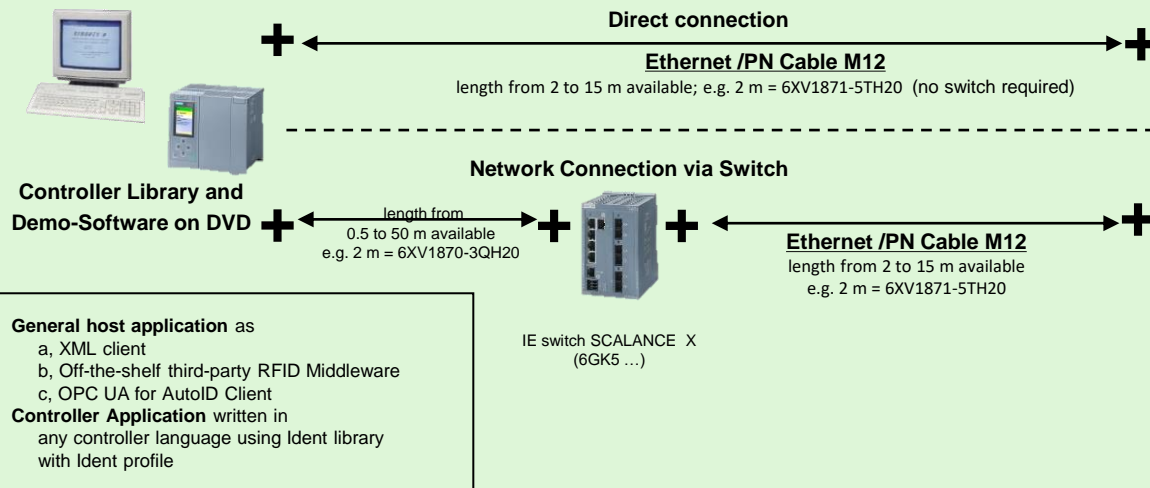 Direct connection
Ethernet /PN Cable M12
length from 2 to 15 m available; e.g. 2 m = 6XV1871-5TH20 (no switch required)
Network Connection via Switch
Controller Library and
Demo-Software on DVD
length from
0.5 to 50 m available
e.g. 2 m = 6XV1870-3QH20
Ethernet /PN Cable M12
length from 2 to 15 m available
e.g. 2 m = 6XV1871-5TH20
IE switch SCALANCE X
(6GK5 …)
General host application as
a, XML client
b, Off-the-shelf third-party RFID Middleware
c, OPC UA for AutoID Client
Controller Application written in
any controller language using Ident library
with Ident profile